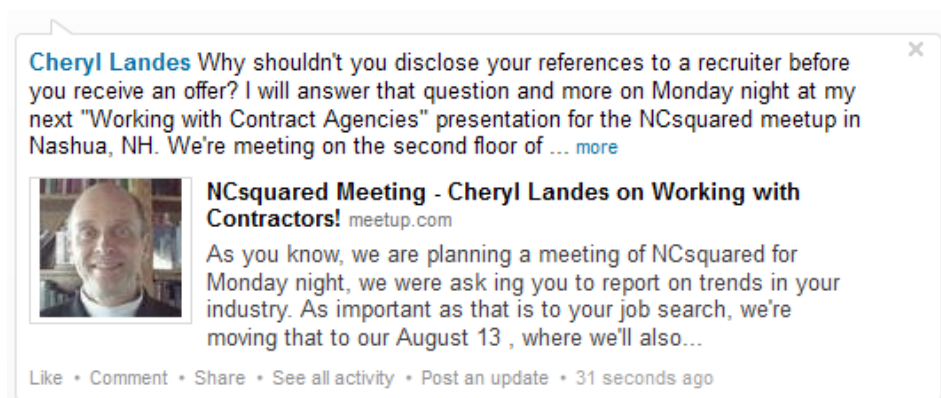 Cheryl Landes Why shouldn't you disclose your references to a recruiter before
you receive an offer? I will answer that question and more on Monday night at my
next "Working with Contract Agencies" presentation for the NCsquared meetup in
Nashua, NH. We're meeting on the second floor of ... more
NCsquared Meeting - Cheryl Landes on Working with
Contractors! meetup.com
As you know, we are planning a meeting of NCsquared for
Monday night, we were ask ing you to report on trends in your
industry. As important as that is to your job search, we're
moving that to our August 13 , where we'll also...
Like • Comment • Share • See all activity • Post an update • 31 seconds ago